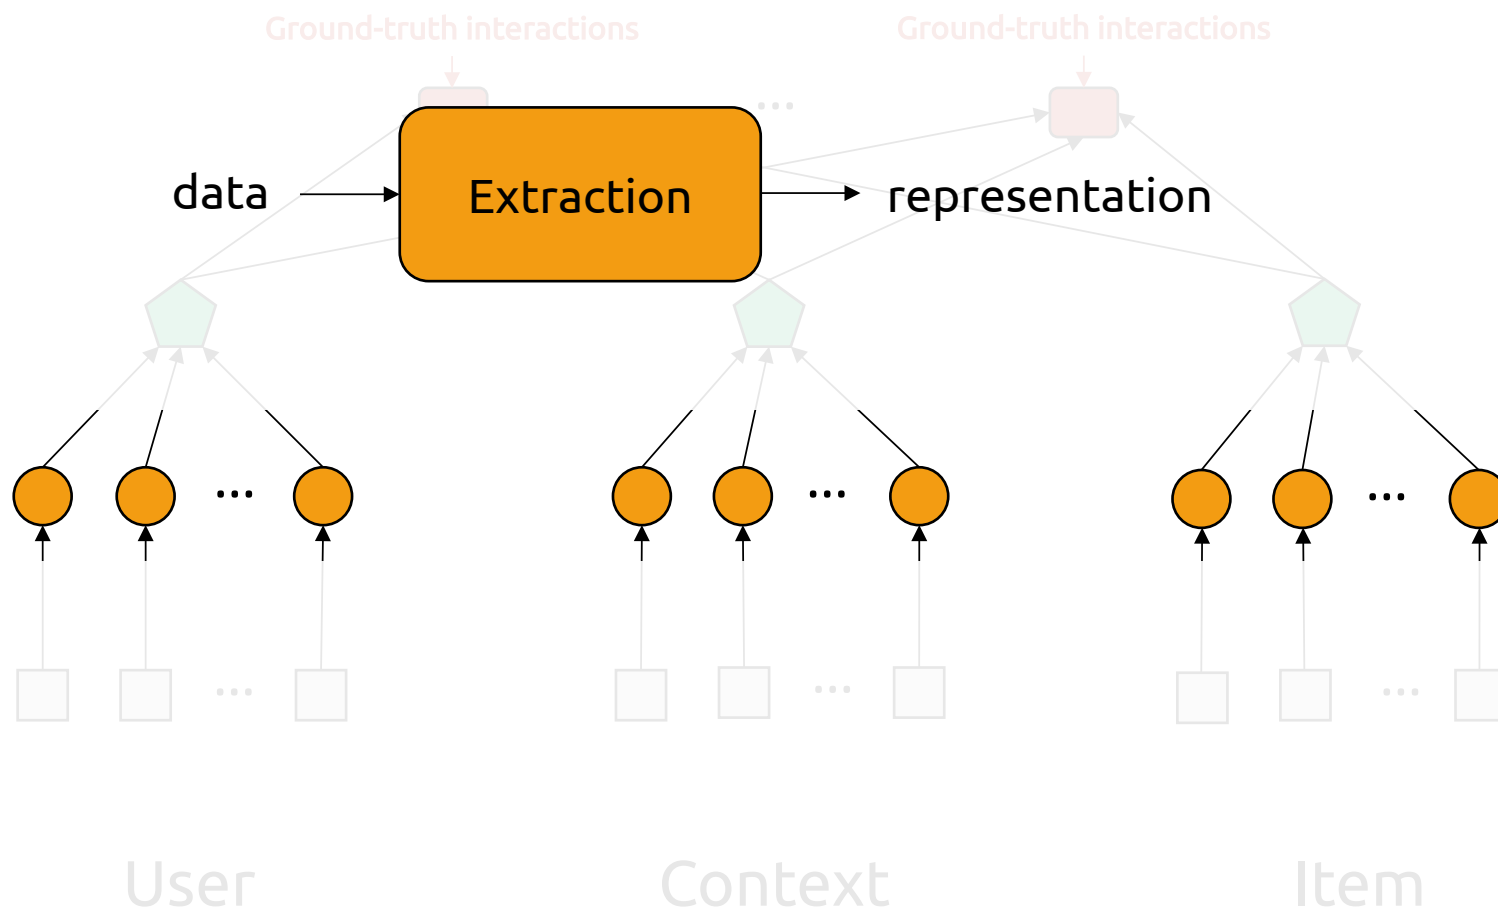 Ground-truth interactions Ground-truth interactions
...
data Extraction representation
... ... ...
... ... ...
User Context Item